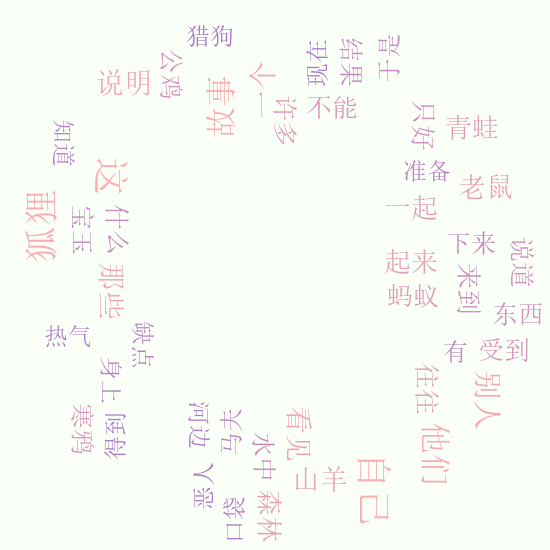 猎狗
现在
结果
于是
公鸡
说明
故事
一个
许多
不能
只好
青蛙
知道
准备
老鼠
这
一起
狐狸
宝玉
什么
下来
说道
起来
来到
那些
蚂蚁
东西
热气
缺点
有
受到
身上
往往
别人
寒鸦
觉得
河边
马夫
看见
水中
他们
山羊
自己
恶人
口袋
森林